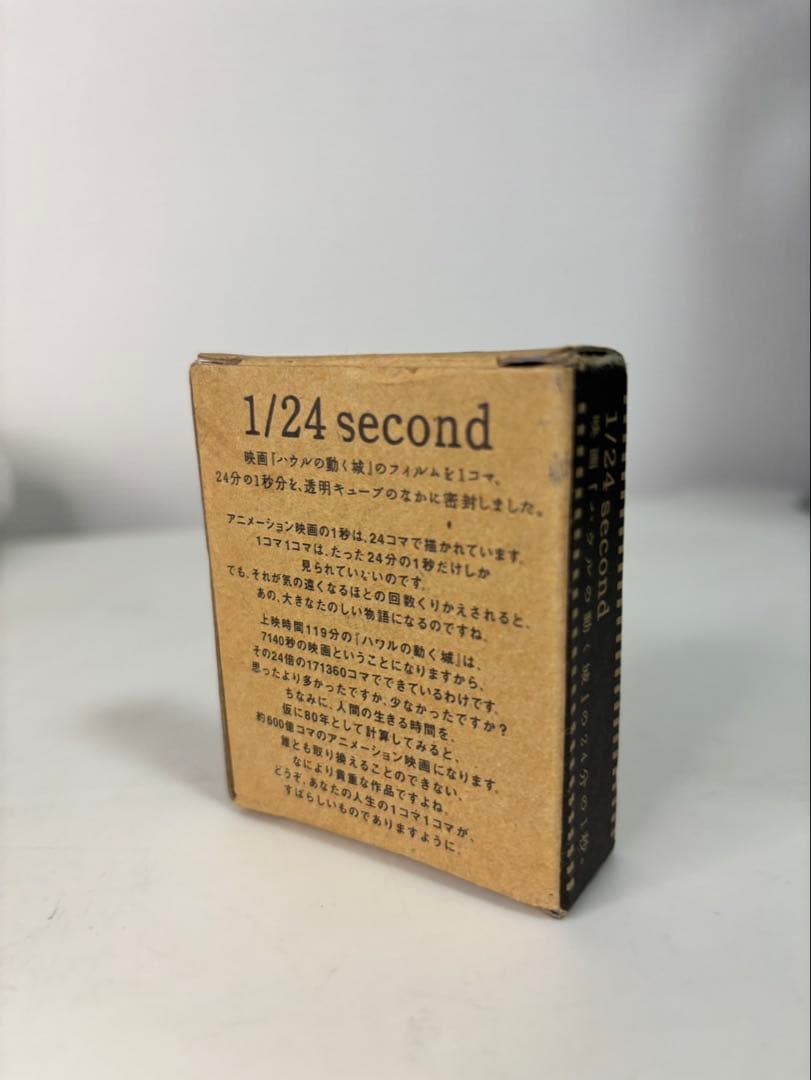 1/24 second
映画『ハウルの動く城』のフィルムを1コマ、
24分の1秒分を、透明キューブのなかに密封しました。
アニメーション映画の1秒は、24コマで描かれています。
1コマ1コマは、たった24分の1秒だけしか
見られていないのです。
でも、それが気の遠くなるほどの回数くりかえされると、
あの、大きなたのしい物語になるのですね。
上映時間119分の『ハウルの動く城』は、
7140秒の映画ということになりますから、
その24倍の171360コマでできているわけです。
思ったより多かったですか、少なかったですか？
ちなみに、人間の生きる時間を、
仮に80年として計算してみると、
約600億コマのアニメーション映画になります。
誰とも取り換えることのできない、
なにより貴重な作品ですよね。
どうぞ、あなたの人生の1コマ1コマが、
すばらしいものでありますように。
1/24 second
映画『ハウルの動く城』の24分の1秒。